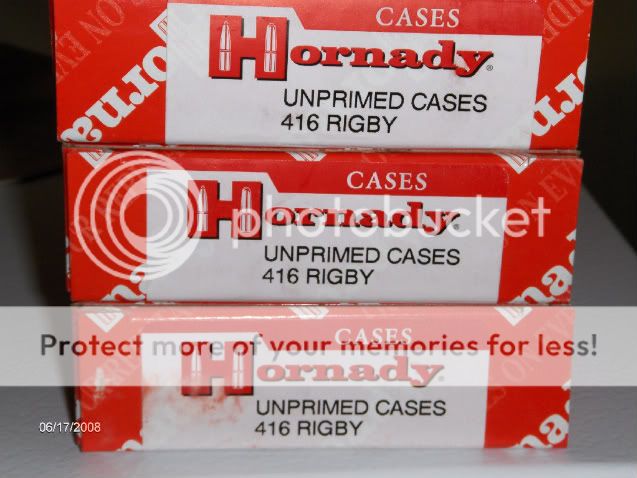 CASES
Hornady®
UNPRIMED CASES
416 RIGBY
CASES
Hornady
photobucket
UNPRIMED CASES
416 RIGBY
Protect more of your memories for less!
CASES
Hornady
UNPRIMED CASES
416 RIGBY
06/17/2008